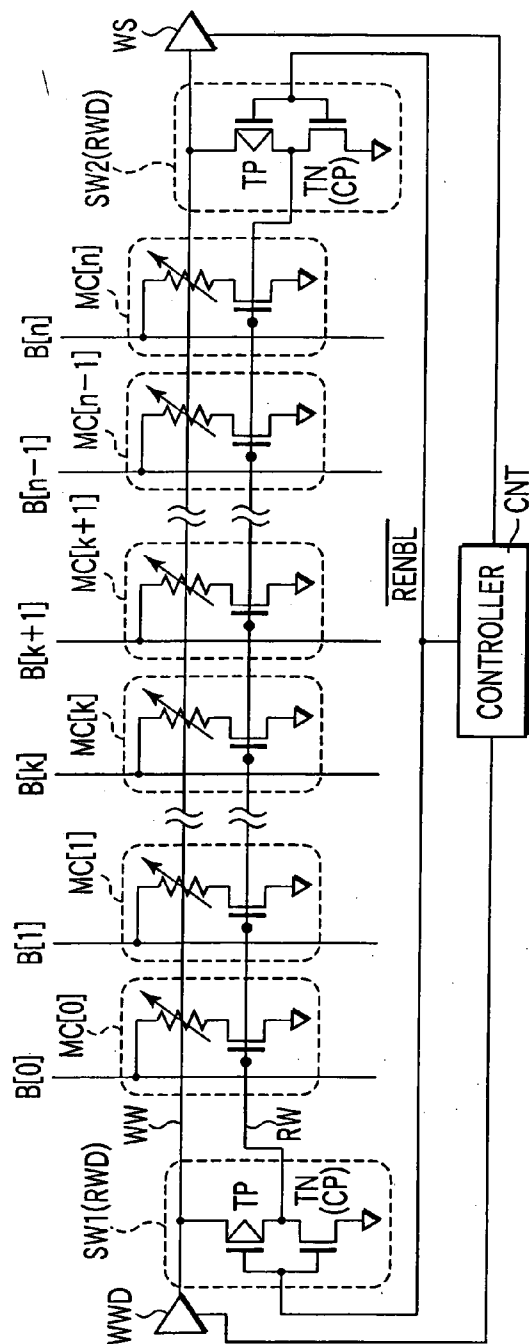 WWD
SW1(RWD)
TP
TN
(CP)
WW
RW
B[0]
MC[0]
B[1]
MC[1]
B[k]
MC[k]
B[k+1]
MC[k+1]
B[n-1]
MC[n-1]
B[n]
MC[n]
SW2(RWD)
TP
TN
(CP)
WS
RENBL
CONTROLLER
CNT